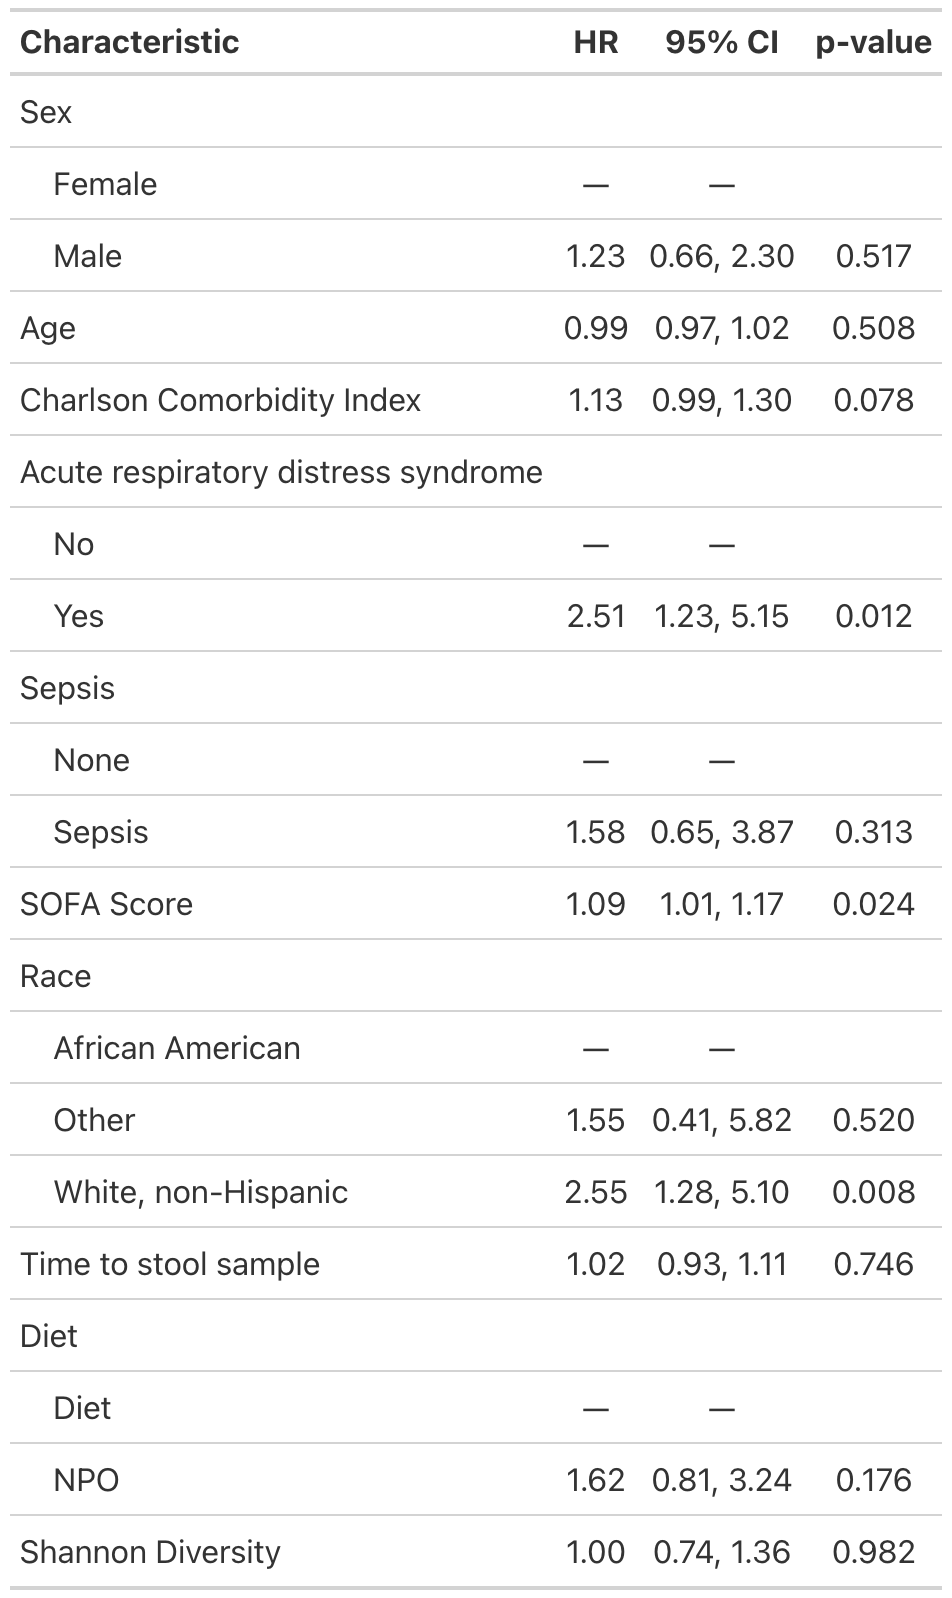 Characteristic HR 95% CI p-value
Sex
Female — —
Male 1.23 0.66, 2.30 0.517
Age 0.99 0.97, 1.02 0.508
Charlson Comorbidity Index 1.13 0.99, 1.30 0.078
Acute respiratory distress syndrome
No — —
Yes 2.51 1.23, 5.15 0.012
Sepsis
None — —
Sepsis 1.58 0.65, 3.87 0.313
SOFA Score 1.09 1.01, 1.17 0.024
Race
African American — —
Other 1.55 0.41, 5.82 0.520
White, non-Hispanic 2.55 1.28, 5.10 0.008
Time to stool sample 1.02 0.93, 1.11 0.746
Diet
Diet — —
NPO 1.62 0.81, 3.24 0.176
Shannon Diversity 1.00 0.74, 1.36 0.982